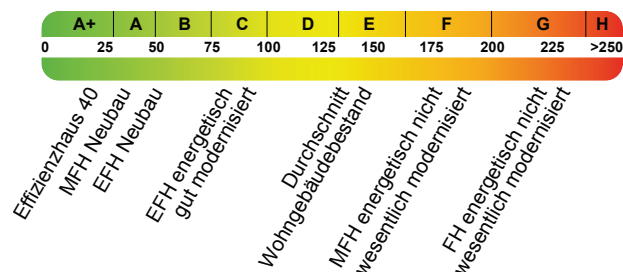 A+ A B C D E F G H
0 25 50 75 100 125 150 175 200 225 >250
Effizienzhaus 40
MFH Neubau
EFH Neubau
EFH energetisch
gut modernisiert
Durchschnitt
Wohngebäudebestand
MFH energetisch nicht
wesentlich modernisiert
FH energetisch nicht
wesentlich modernisiert